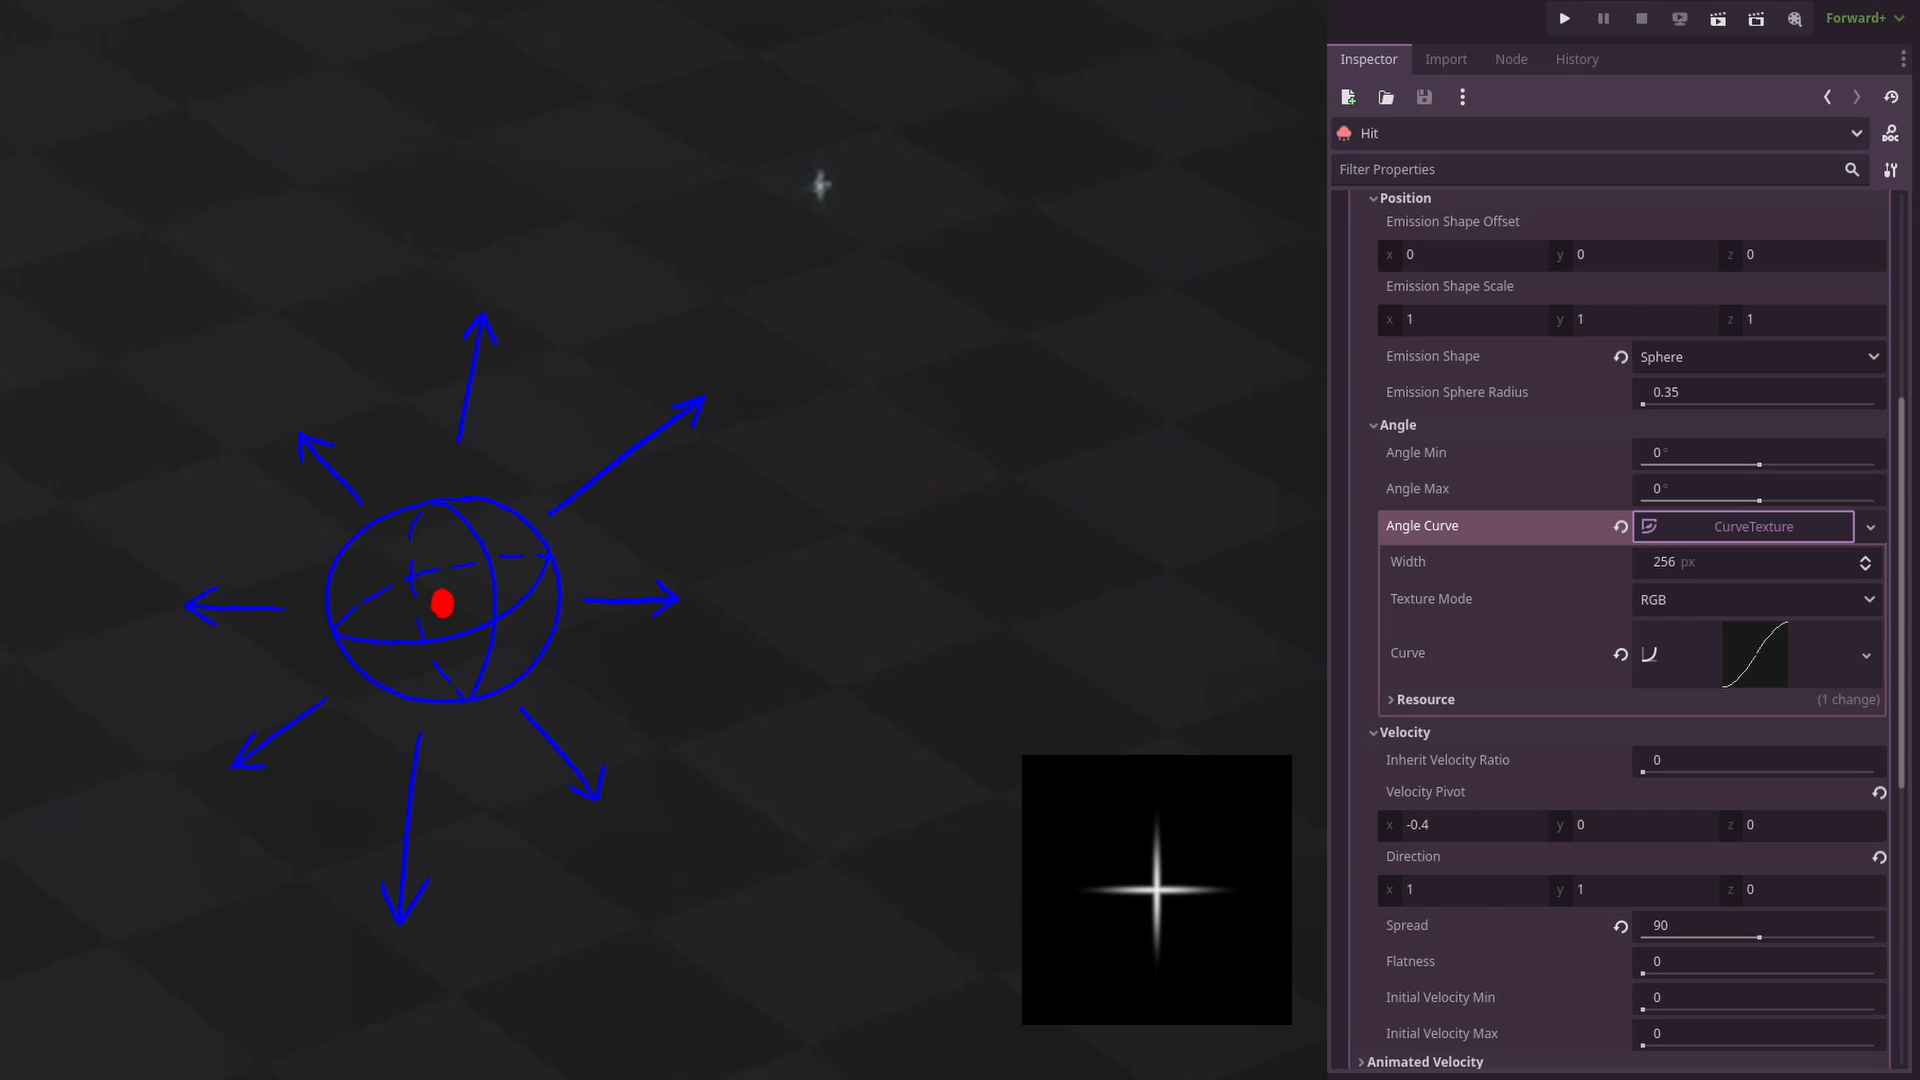 Forward+
Inspector Import Node History
Hit
DOC
Filter Properties
Position
Emission Shape Offset
x 0 y 0 z 0
Emission Shape Scale
x 1 y 1 z 1
Emission Shape Sphere
Emission Sphere Radius 0.35
Angle
Angle Min 0°
Angle Max 0°
Angle Curve CurveTexture
Width 256 px
Texture Mode RGB
Curve
Resource (1 change)
Velocity
Inherit Velocity Ratio 0
Velocity Pivot
x -0.4 y 0 z 0
Direction
x 1 y 1 z 0
Spread 90
Flatness 0
Initial Velocity Min 0
Initial Velocity Max 0
Animated Velocity